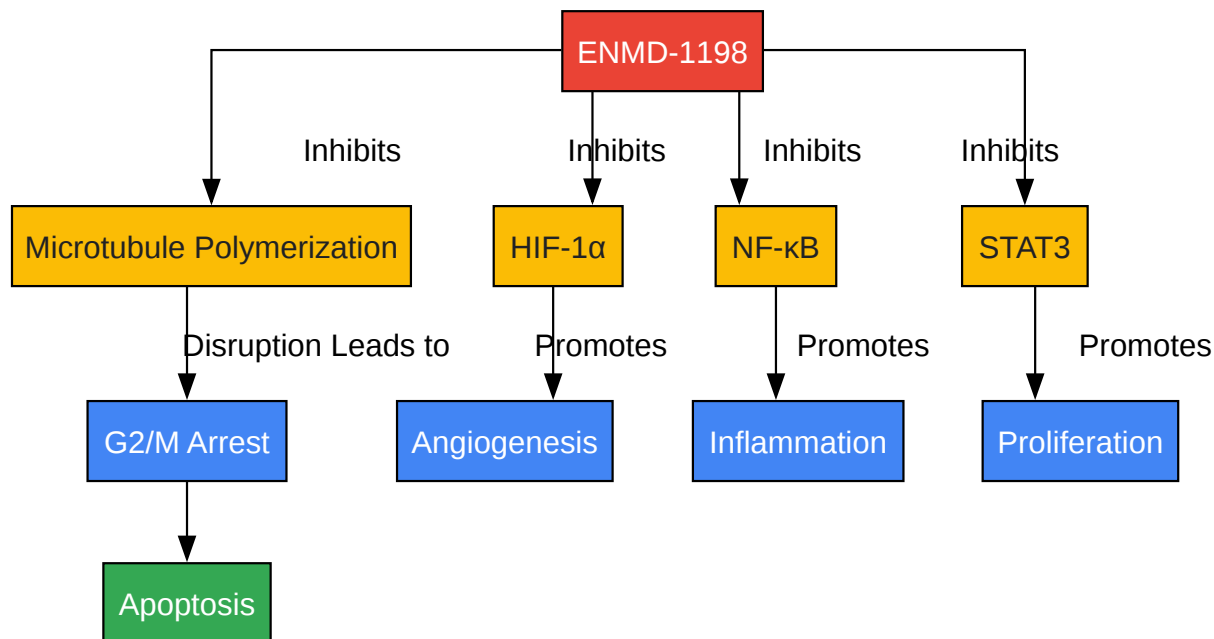 ENMD-1198
Inhibits Inhibits Inhibits Inhibits
Microtubule Polymerization HIF-1α NF-κB STAT3
Disruption Leads to Promotes Promotes Promotes
G2/M Arrest Angiogenesis Inflammation Proliferation
Apoptosis